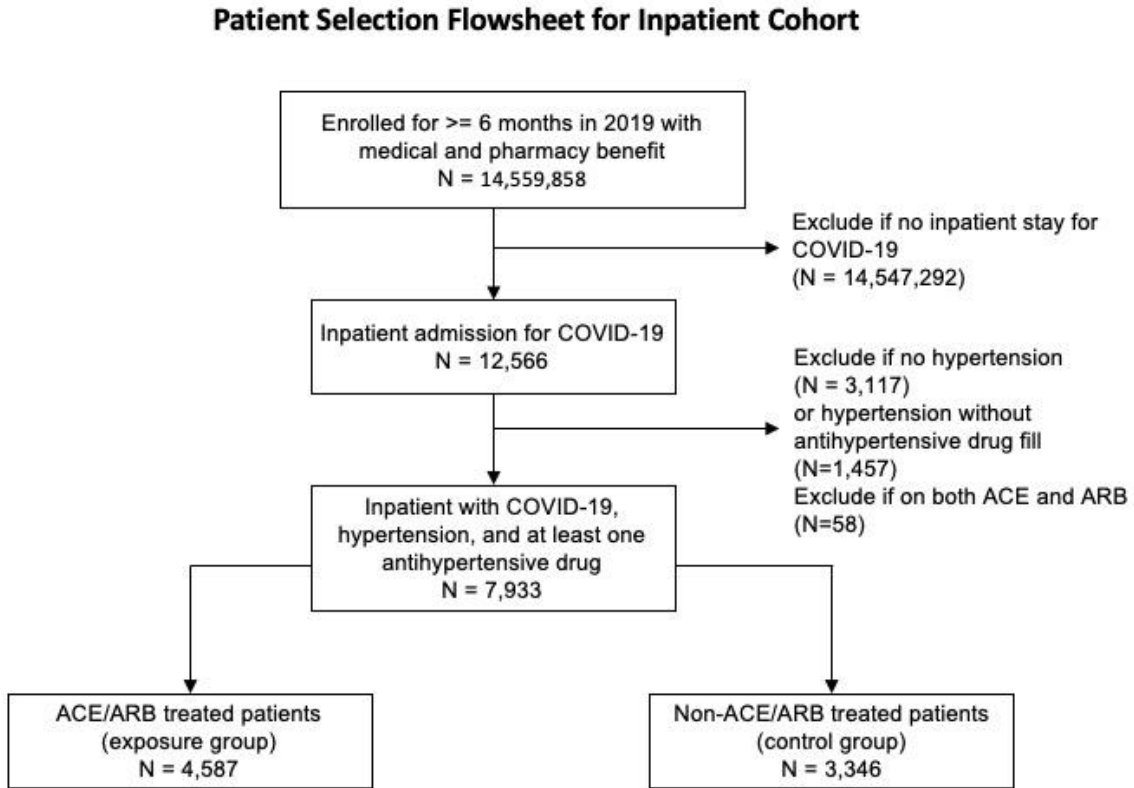 Patient Selection Flowsheet for Inpatient Cohort
Enrolled for >= 6 months in 2019 with
medical and pharmacy benefit
N = 14,559,858
Exclude if no inpatient stay for
COVID-19
(N = 14,547,292)
Inpatient admission for COVID-19
N = 12,566
Exclude if no hypertension
(N = 3,117)
or hypertension without
antihypertensive drug fill
(N=1,457)
Exclude if on both ACE and ARB
(N=58)
Inpatient with COVID-19,
hypertension, and at least one
antihypertensive drug
N = 7,933
ACE/ARB treated patients
(exposure group)
N = 4,587
Non-ACE/ARB treated patients
(control group)
N = 3,346